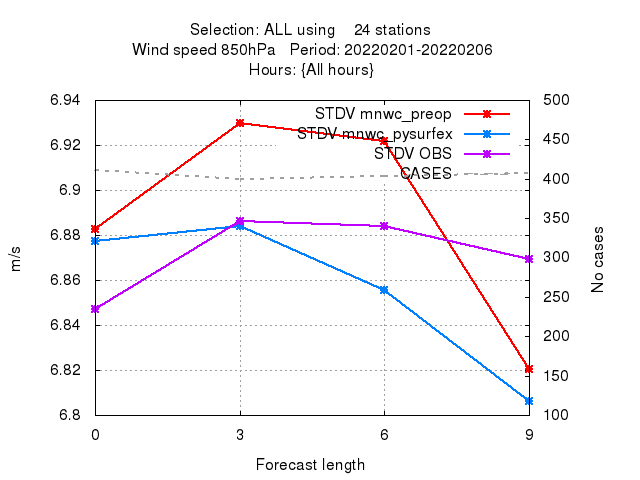 Selection: ALL using    24 stations
Wind speed 850hPa   Period: 20220201-20220206
Hours: {All hours}
STDV mnwc_preop
STDV mnwc_pysurfex
STDV OBS
CASES
6.94
6.92
6.9
6.88
6.86
6.84
6.82
6.8
m/s
500
450
400
350
300
250
200
150
100
No cases
0 3 6 9
Forecast length